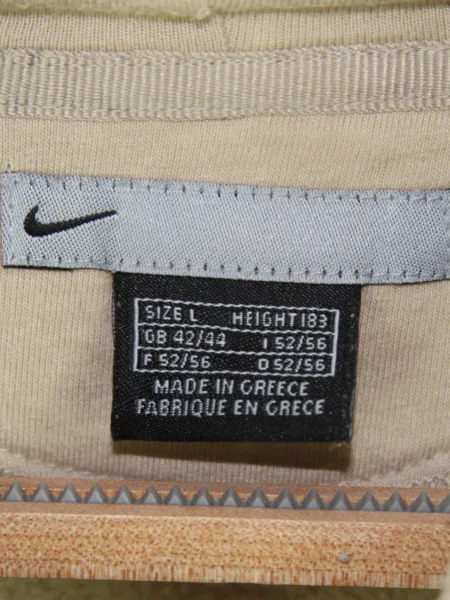 SIZE L HEIGHT 183
GB 42/44 I 52/56
F 52/56 D 52/56
MADE IN GREECE
FABRIQUE EN GRECE